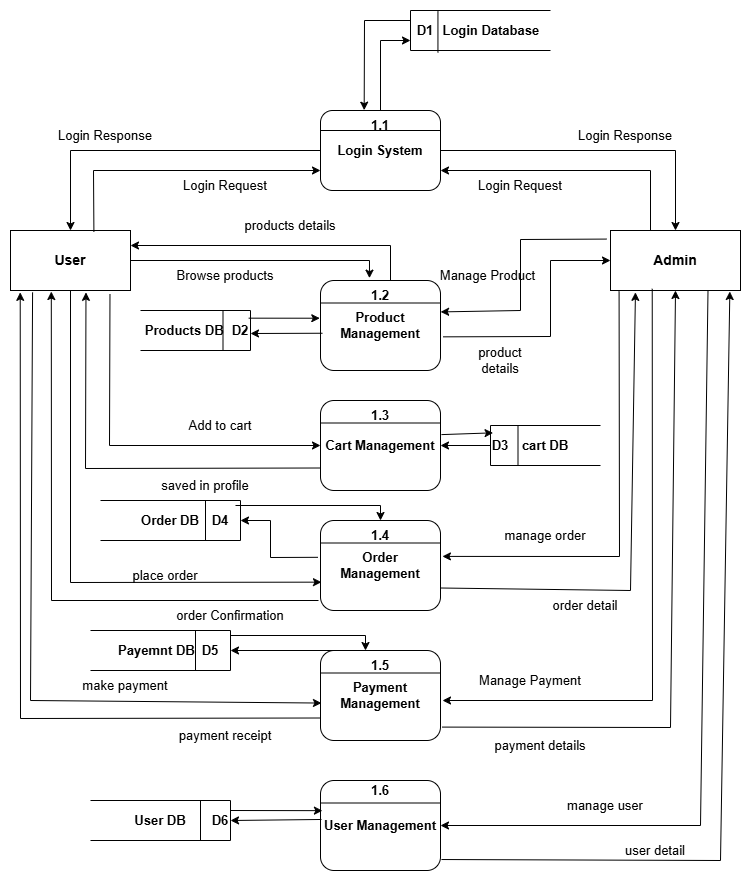 D1 Login Database
1.1
Login System
Login Response
Login Response
Login Request
Login Request
User
Admin
products details
Browse products
Manage Product
1.2
Product
Management
Products DB D2
product
details
1.3
Cart Management
Add to cart
D3 cart DB
saved in profile
Order DB D4
1.4
Order
Management
manage order
place order
order detail
order Confirmation
Payemnt DB D5
1.5
Payment
Management
make payment
Manage Payment
payment receipt
payment details
1.6
User Management
User DB D6
manage user
user detail